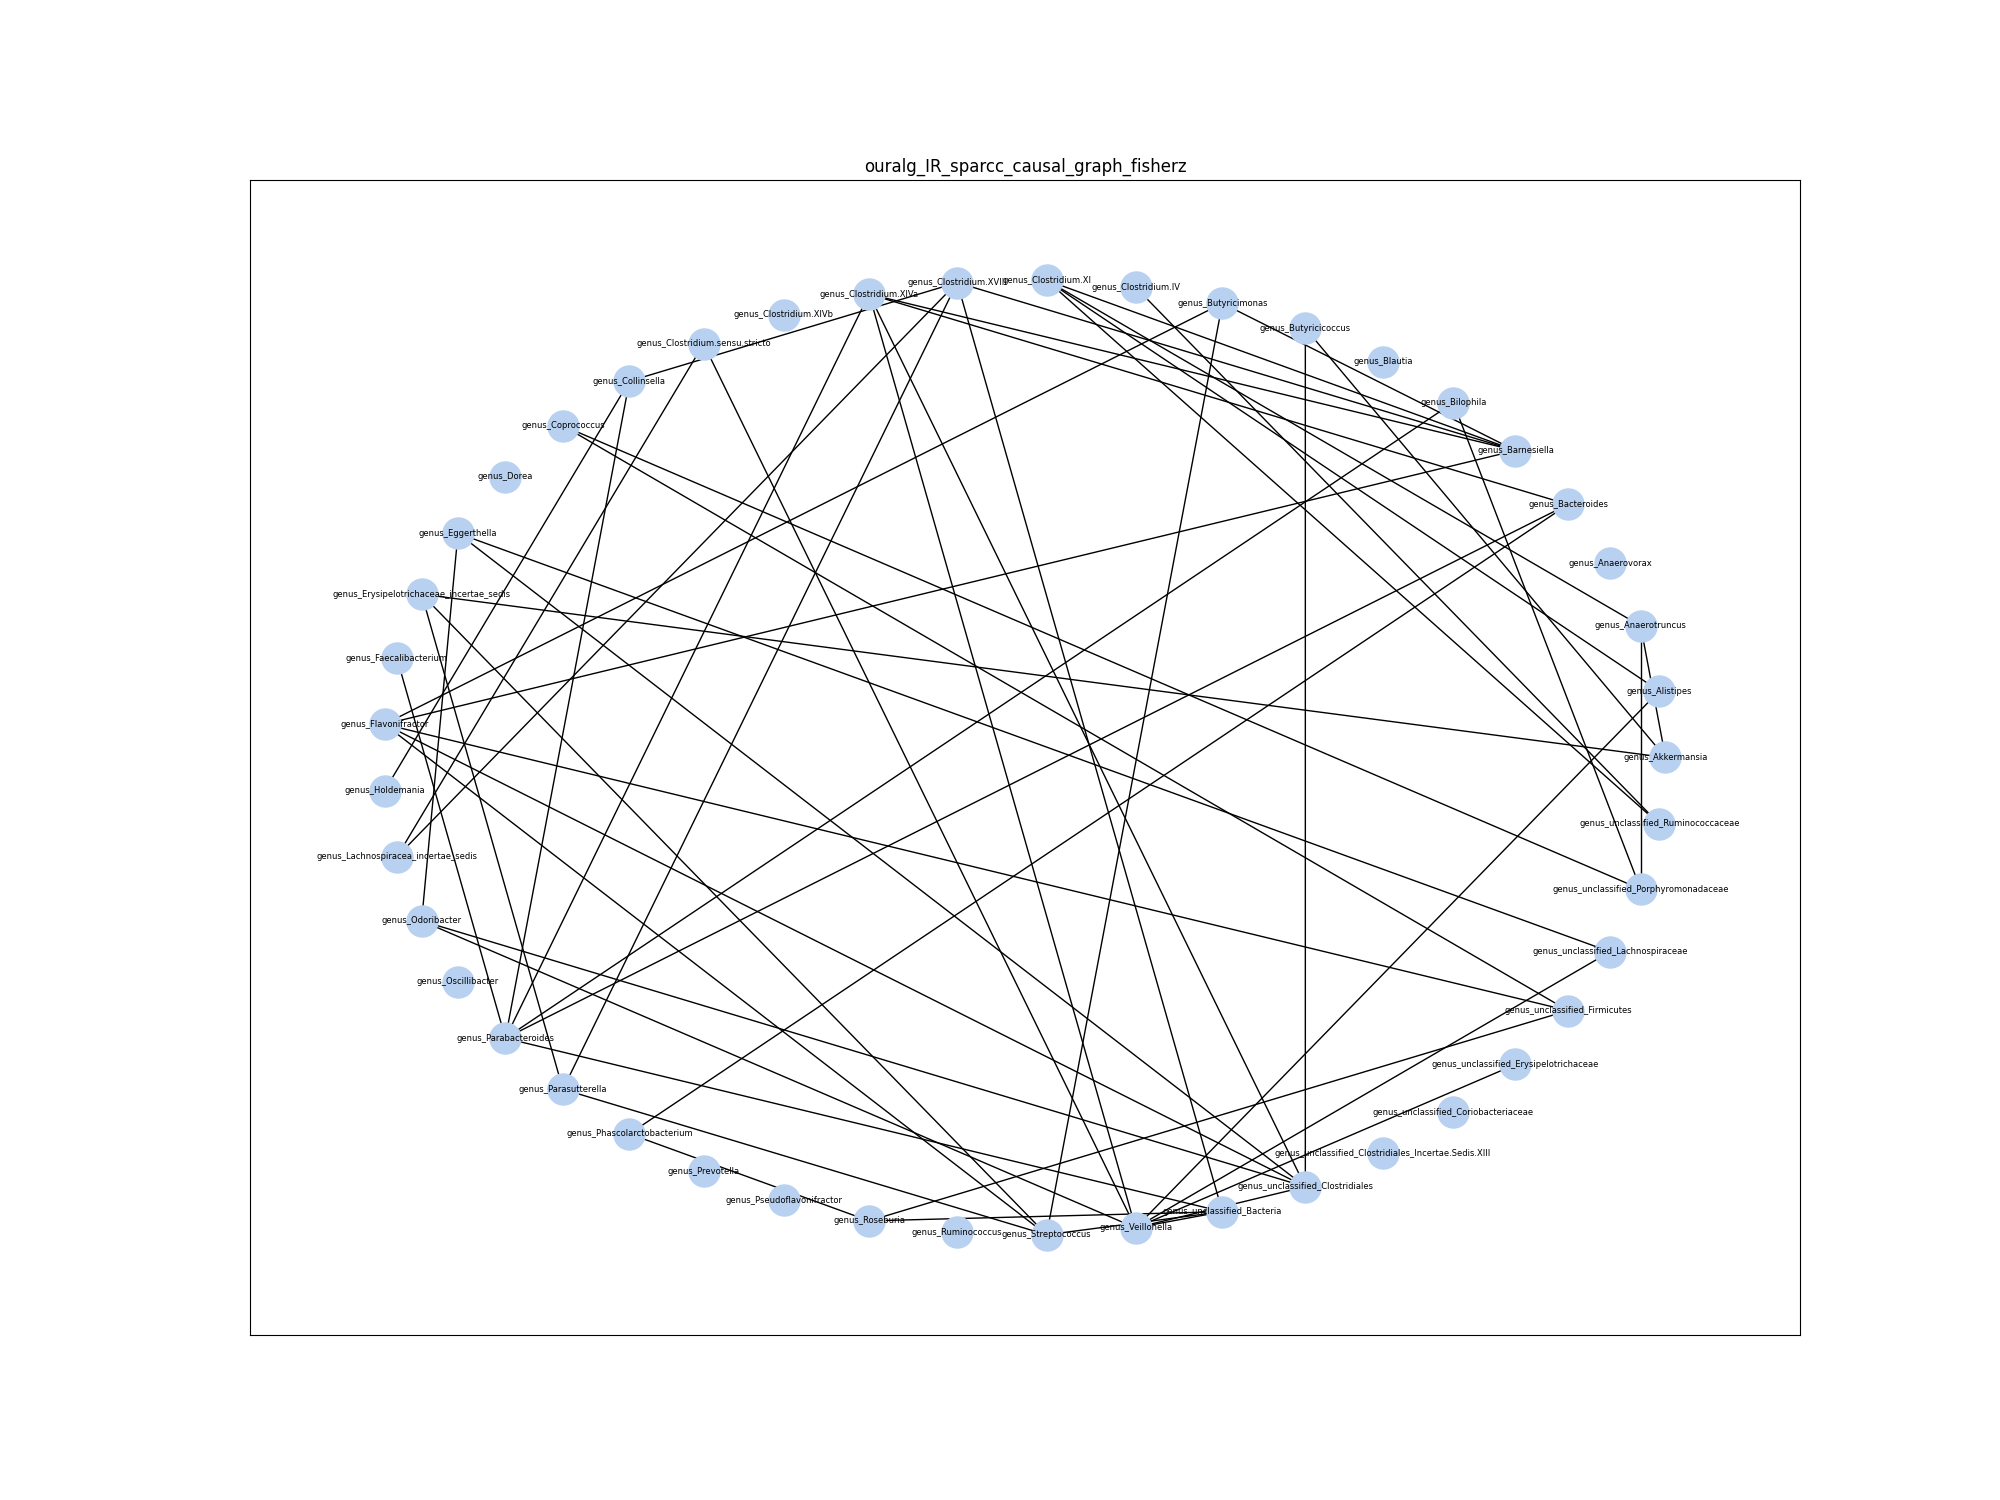 ouralg_IR_sparcc_causal_graph_fisherz
genus_Clostridium.XI
genus_Clostridium.XVIII
genus_Clostridium.IV
genus_Clostridium.XIVa
genus_Butyricimonas
genus_Clostridium.XIVb
genus_Butyricicoccus
genus_Clostridium.sensu.stricto
genus_Blautia
genus_Collinsella
genus_Bilophila
genus_Coprococcus
genus_Barnesiella
genus_Dorea
genus_Bacteroides
genus_Eggerthella
genus_Anaerovorax
genus_Erysipelotrichaceae_incertae_sedis
genus_Anaerotruncus
genus_Faecalibacterium
genus_Alistipes
genus_Flavonifractor
genus_Akkermansia
genus_Holdemania
genus_unclassified_Ruminococcaceae
genus_Lachnospiracea_incertae_sedis
genus_unclassified_Porphyromonadaceae
genus_Odoribacter
genus_unclassified_Lachnospiraceae
genus_Oscillibacter
genus_unclassified_Firmicutes
genus_Parabacteroides
genus_unclassified_Erysipelotrichaceae
genus_Parasutterella
genus_unclassified_Coriobacteriaceae
genus_Phascolarctobacterium
genus_unclassified_Clostridiales_Incertae.Sedis.XIII
genus_Prevotella
genus_unclassified_Clostridiales
genus_Pseudoflavonifractor
genus_unclassified_Bacteria
genus_Roseburia
genus_Veillonella
genus_Ruminococcus
genus_Streptococcus